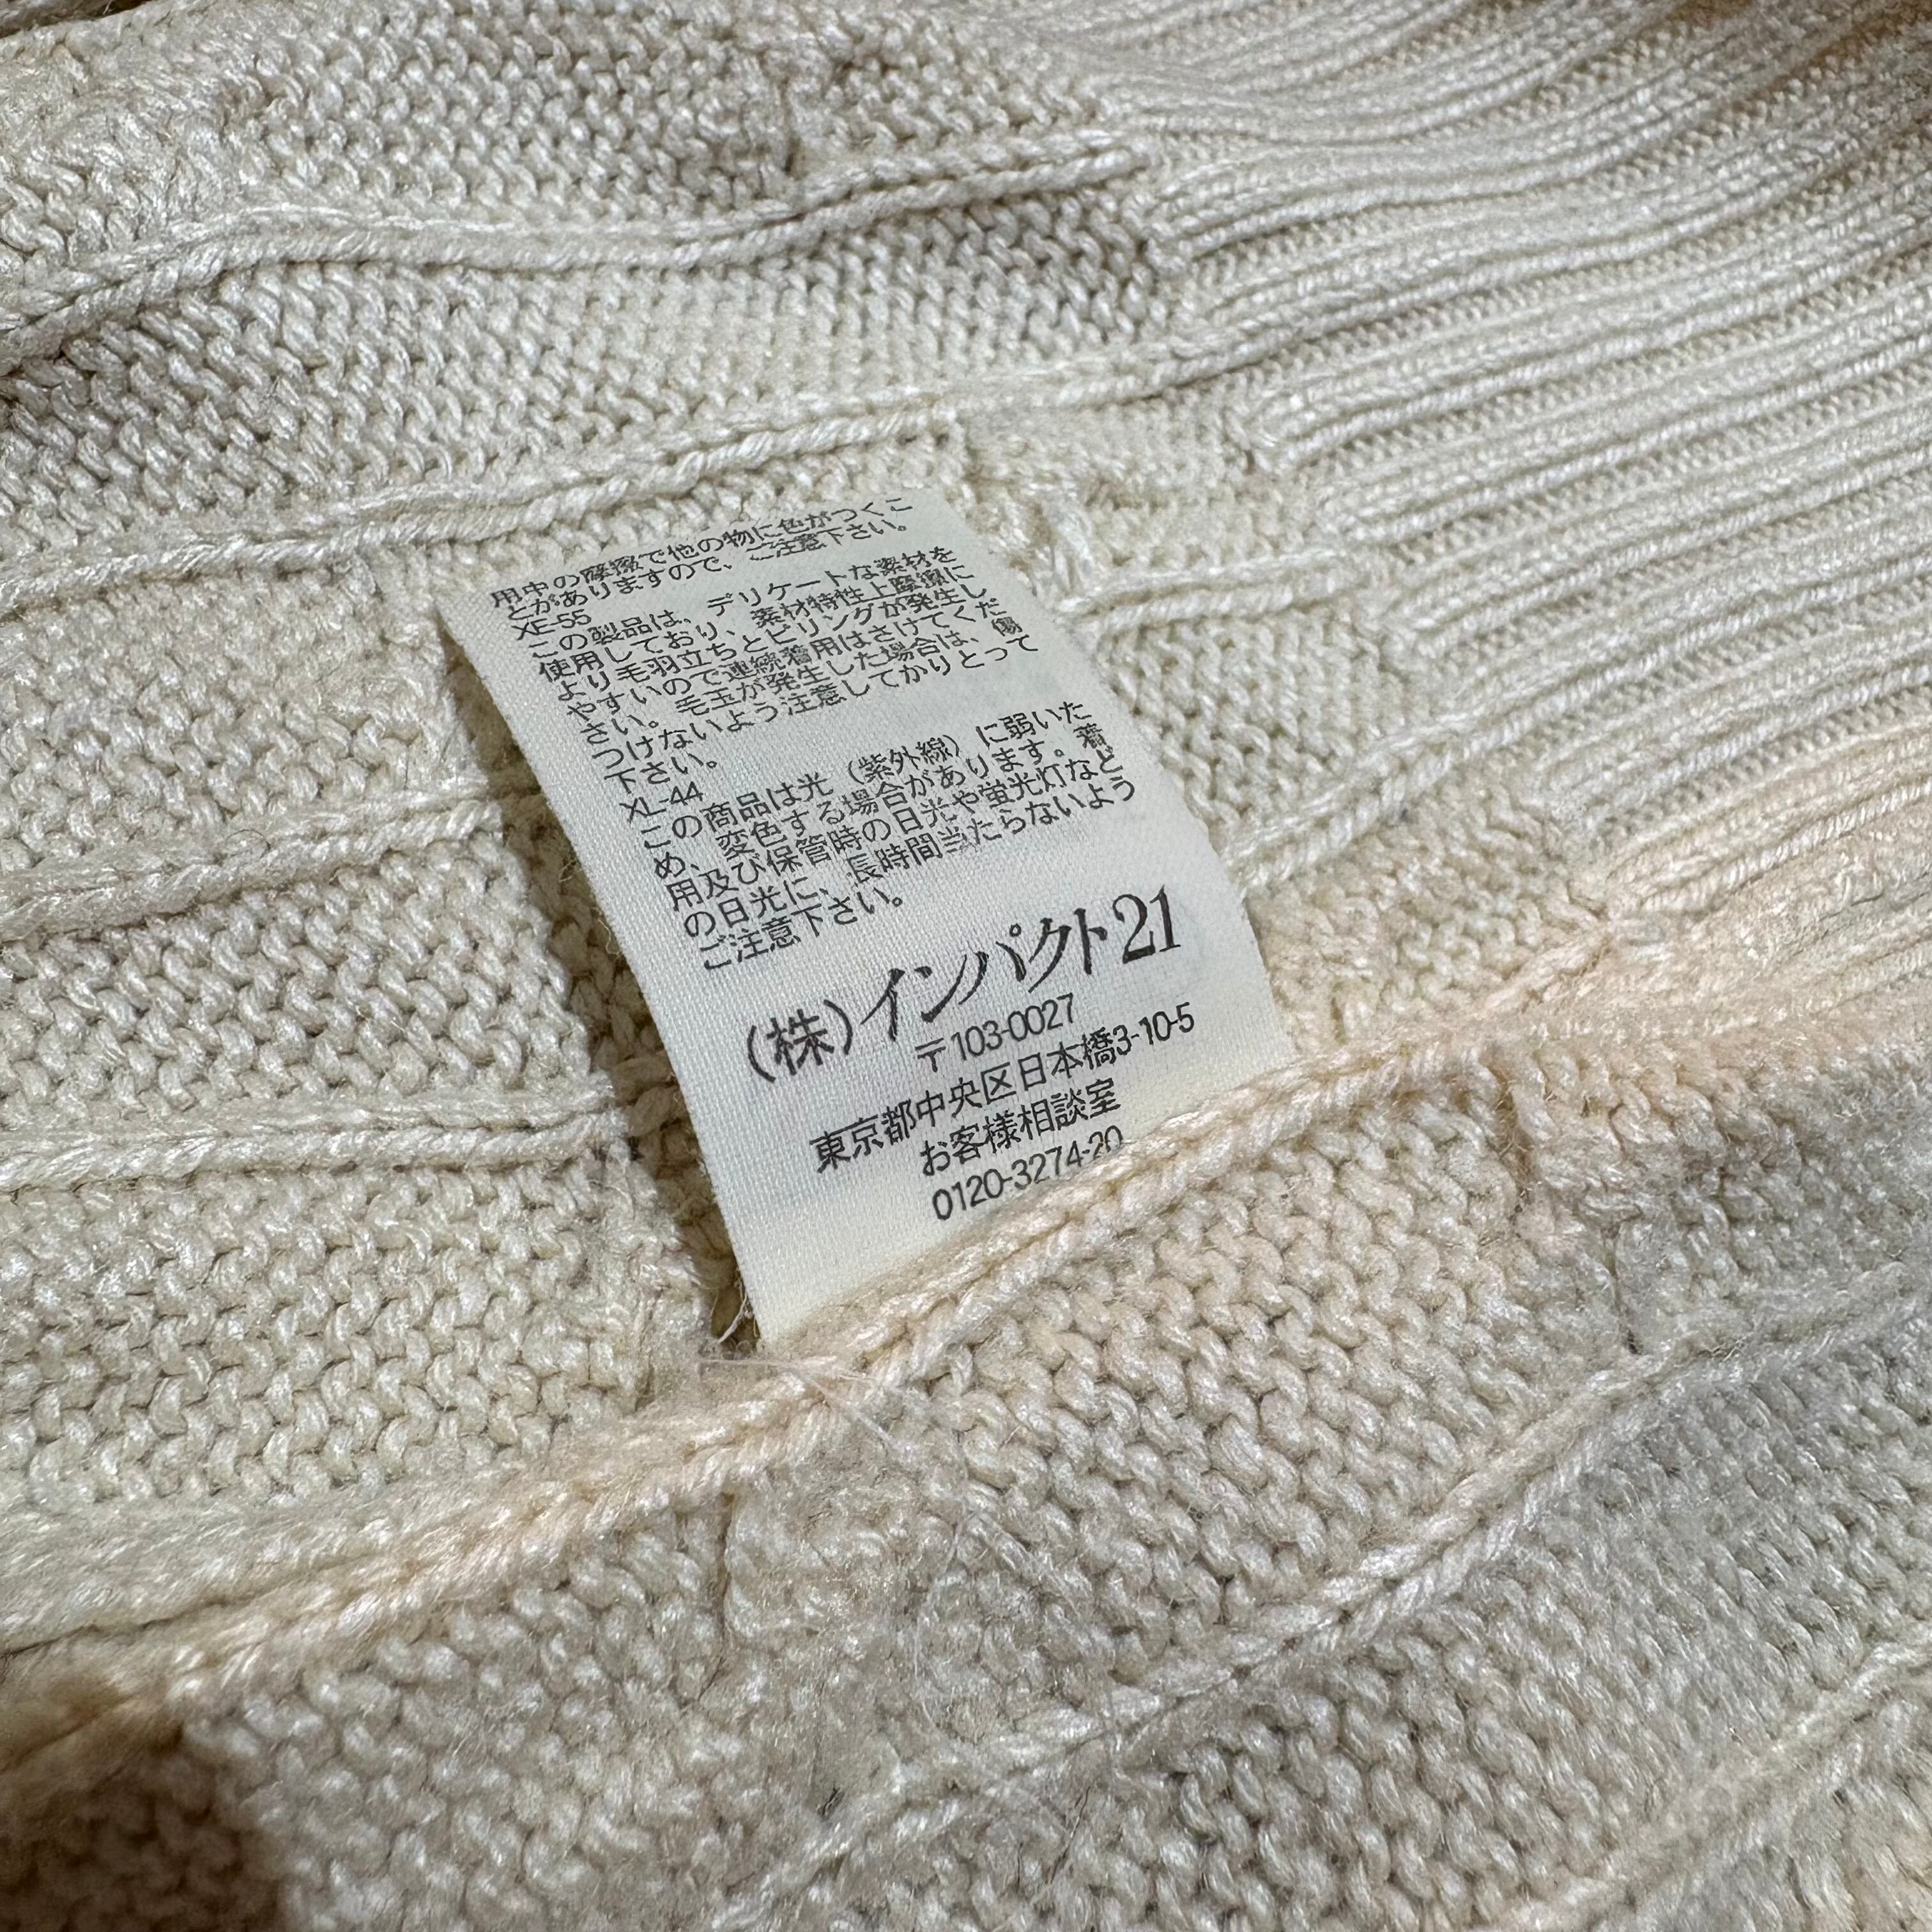 用中の摩擦で他の物に色がつくこ
とがありますので、ご注意下さい。
XE-55
この製品は、デリケートな素材を
使用しており、素材特性上摩擦に
より毛羽立ちとピリングが発生し
やすいので連続着用はさけてくだ
さい。毛玉が発生した場合は、傷
つけないよう注意してかりとって
下さい。
XL-44
この商品は光（紫外線）に弱いた
め、変色する場合があります。着
用及び保管時の日光や蛍光灯など
の日光に、長時間当たらないよう
ご注意下さい。
(株)インパクト21
〒103-0027
東京都中央区日本橋3-10-5
お客様相談室
0120-3274-20